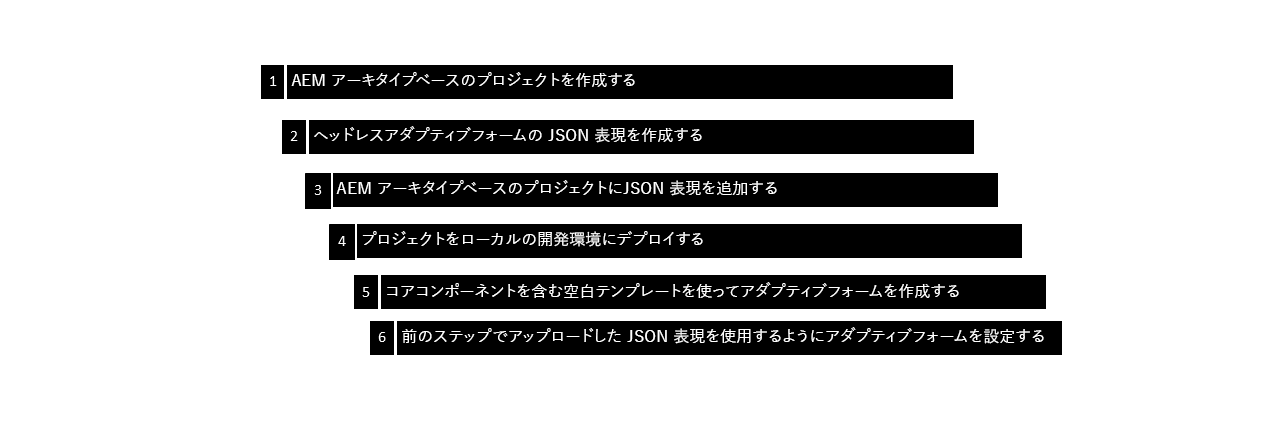 1 AEM アーキタイプベースのプロジェクトを作成する
2 ヘッドレスアダプティブフォームの JSON 表現を作成する
3 AEM アーキタイプベースのプロジェクトにJSON 表現を追加する
4 プロジェクトをローカルの開発環境にデプロイする
5 コアコンポーネントを含む空白テンプレートを使ってアダプティブフォームを作成する
6 前のステップでアップロードした JSON 表現を使用するようにアダプティブフォームを設定する